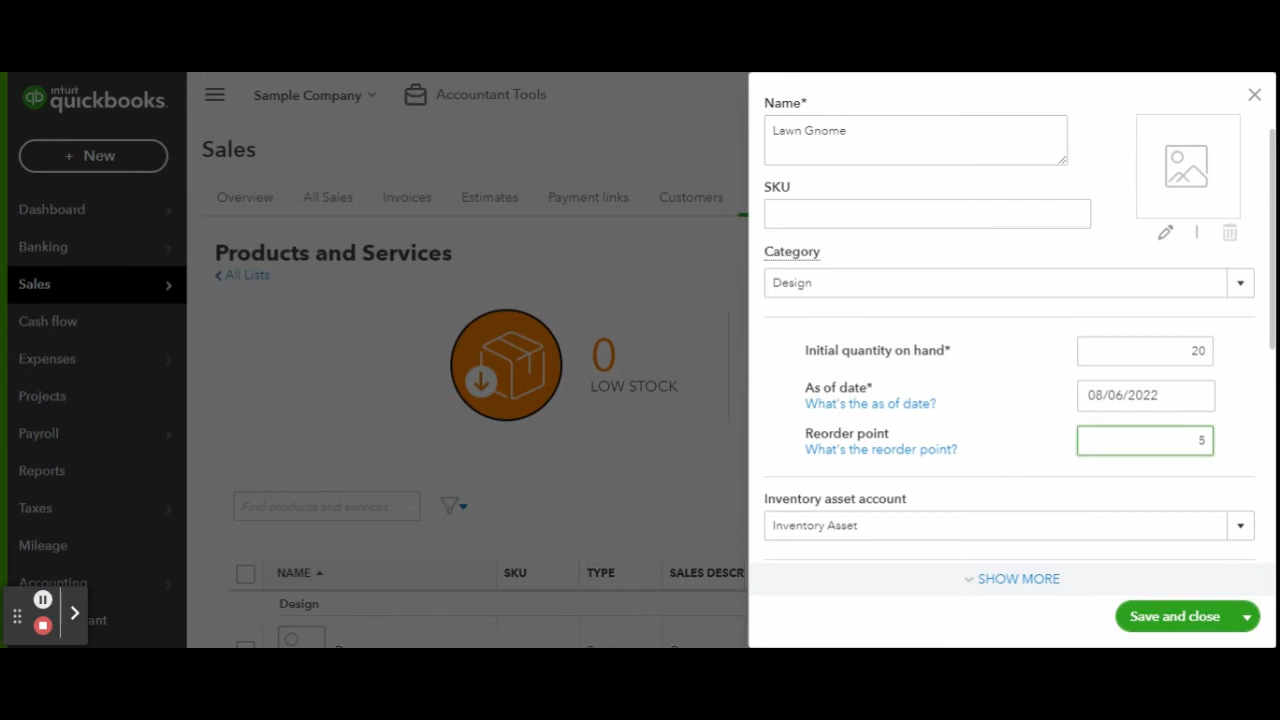 intuit
quickbooks.
+ New
Dashboard
Banking
Sales
Cash flow
Expenses
Projects
Payroll
Reports
Taxes
Mileage
Accounting
ant
Sample Company
Accountant Tools
Sales
Overview All Sales Invoices Estimates Payment links Customers
Products and Services
All Lists
0
LOW STOCK
Find products and services
NAME SKU TYPE SALES DESCR
Design
Name*
Lawn Gnome
SKU
Category
Design
Initial quantity on hand* 20
As of date* 08/06/2022
What's the as of date?
Reorder point 5
What's the reorder point?
Inventory asset account
Inventory Asset
SHOW MORE
Save and close